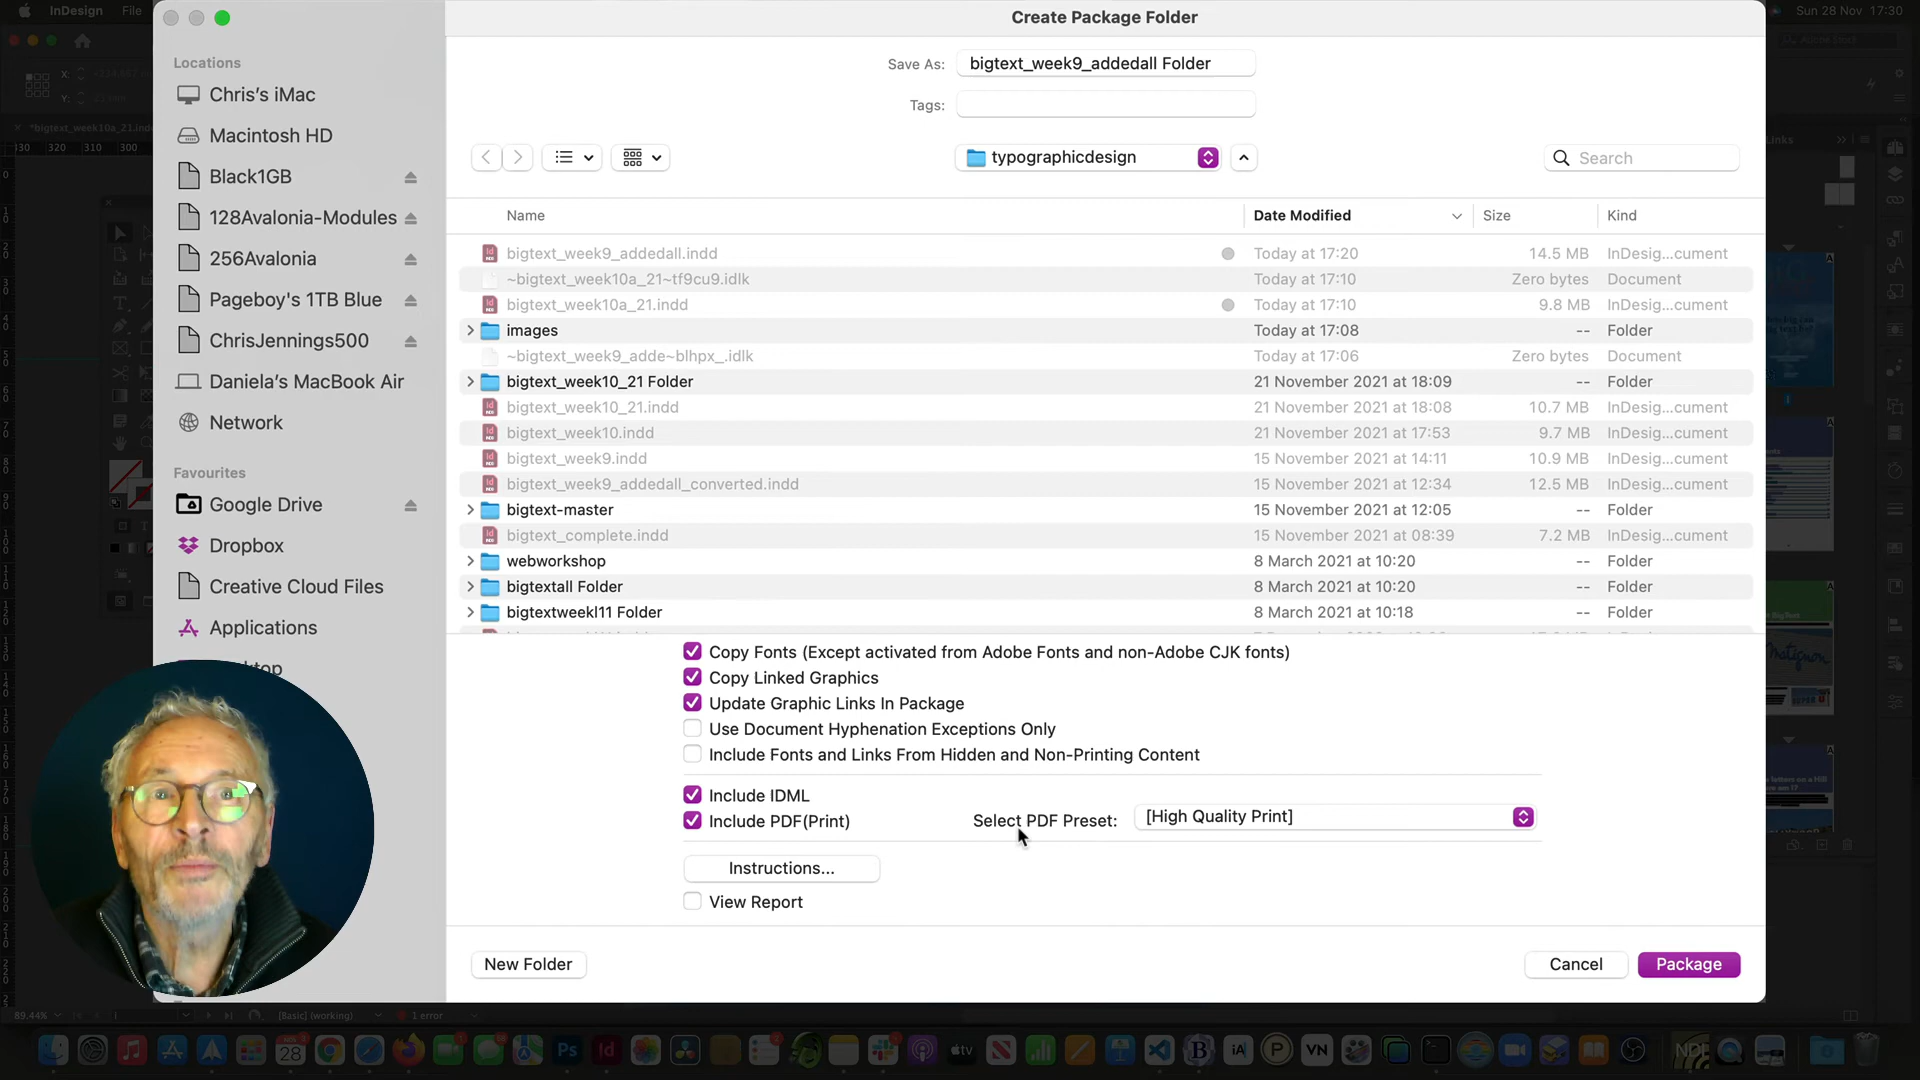 InDesign File
Sun 28 Nov 17:30
Create Package Folder
Locations
Chris's iMac
Macintosh HD
Black1GB
128Avalonia-Modules
256Avalonia
Pageboy's 1TB Blue
ChrisJennings500
Daniela's MacBook Air
Network
Favourites
Google Drive
Dropbox
Creative Cloud Files
Applications
Save As: bigtext_week9_addedall Folder
Tags:
typographicdesign
Search
Name Date Modified Size Kind
bigtext_week9_addedall.indd Today at 17:20 14.5 MB InDesig...cument
~bigtext_week10a_21~tf9cu9.idlk Today at 17:10 Zero bytes Document
bigtext_week10a_21.indd Today at 17:10 9.8 MB InDesig...cument
images Today at 17:08 -- Folder
~bigtext_week9_adde~blhpx_.idlk Today at 17:06 Zero bytes Document
bigtext_week10_21 Folder 21 November 2021 at 18:09 -- Folder
bigtext_week10_21.indd 21 November 2021 at 18:08 10.7 MB InDesig...cument
bigtext_week10.indd 21 November 2021 at 17:53 9.7 MB InDesig...cument
bigtext_week9.indd 15 November 2021 at 14:11 10.9 MB InDesig...cument
bigtext_week9_addedall_converted.indd 15 November 2021 at 12:34 12.5 MB InDesig...cument
bigtext-master 15 November 2021 at 12:05 -- Folder
bigtext_complete.indd 15 November 2021 at 08:39 7.2 MB InDesig...cument
webworkshop 8 March 2021 at 10:20 -- Folder
bigtextall Folder 8 March 2021 at 10:20 -- Folder
bigtextweekl11 Folder 8 March 2021 at 10:18 -- Folder
Copy Fonts (Except activated from Adobe Fonts and non-Adobe CJK fonts)
Copy Linked Graphics
Update Graphic Links In Package
Use Document Hyphenation Exceptions Only
Include Fonts and Links From Hidden and Non-Printing Content
Include IDML
Include PDF(Print) Select PDF Preset: [High Quality Print]
Instructions...
View Report
New Folder Cancel Package
89.44% [Basic] (working) 1 error